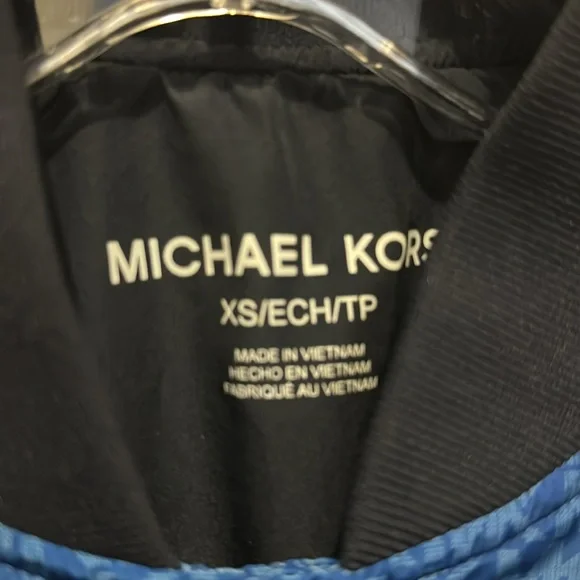 MICHAEL KORS
XS/ECH/TP
MADE IN VIETNAM
HECHO EN VIETNAM
FABRIQUÉ AU VIETNAM